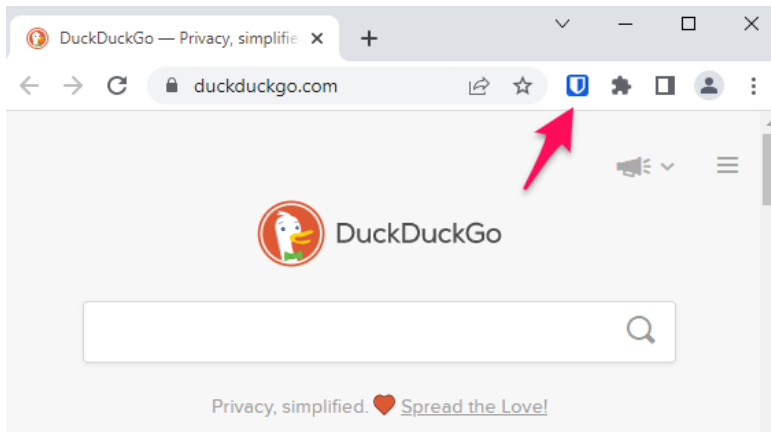 DuckDuckGo — Privacy, simplifie
duckduckgo.com
DuckDuckGo
Privacy, simplified. Spread the Love!